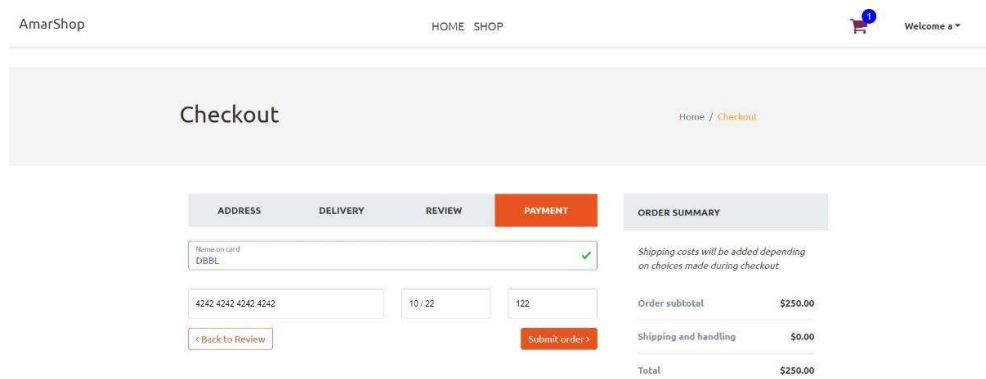 AmarShop HOME SHOP 1 Welcome a
Checkout Home / Checkout
ADDRESS DELIVERY REVIEW PAYMENT
Name on card
DBBL
4242 4242 4242 4242 10 / 22 122
< Back to Review Submit order >
ORDER SUMMARY
Shipping costs will be added depending
on choices made during checkout
Order subtotal $250.00
Shipping and handling $0.00
Total $250.00